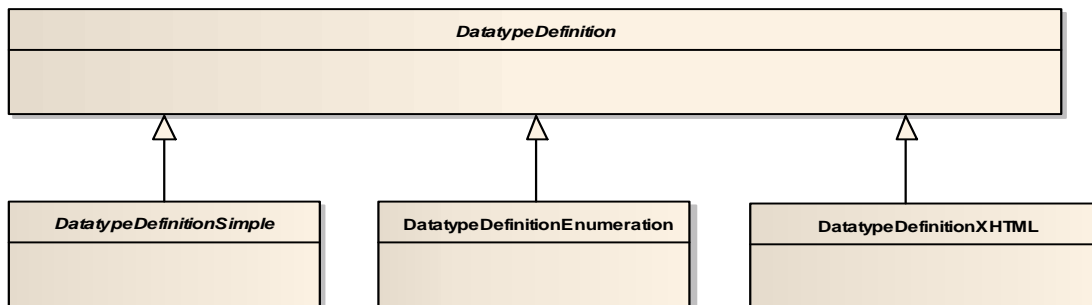 DatatypeDefinition
DatatypeDefinitionSimple
DatatypeDefinitionEnumeration
DatatypeDefinitionXHTML